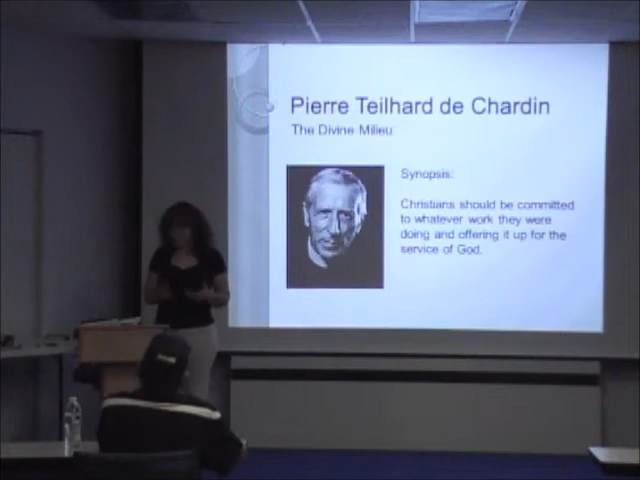 Pierre Teilhard de Chardin
The Divine Milieu
Synopsis:
Christians should be committed
to whatever work they were
doing and offering it up for the
service of God.